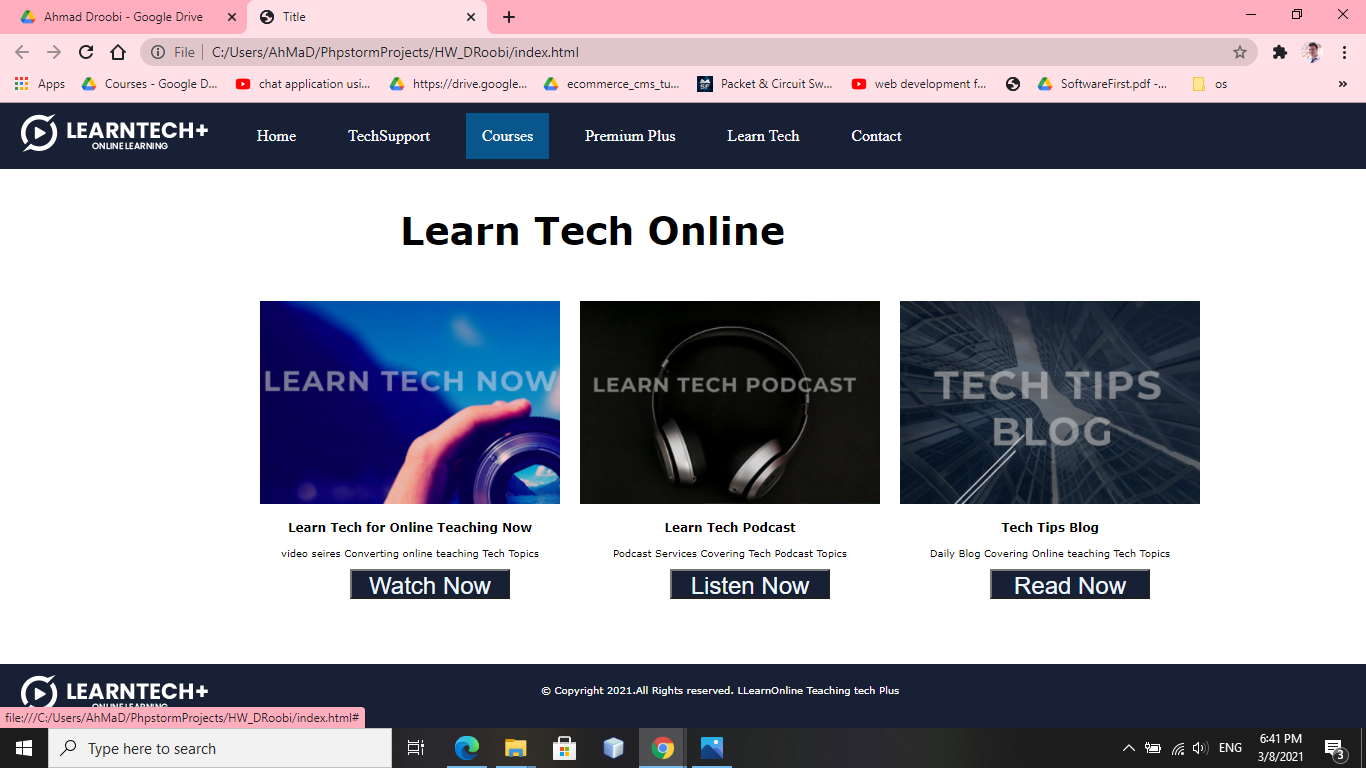 Ahmad Droobi - Google Drive
Title
File
C:/Users/AhMaD/PhpstormProjects/HW_DRoobi/index.html
Apps
Courses - Google D...
chat application usi...
https://drive.google...
ecommerce_cms_tu...
SF
Packet & Circuit Sw...
web development f...
SoftwareFirst.pdf -...
os
»
LEARNTECH+
ONLINE LEARNING
Home
TechSupport
Courses
Premium Plus
Learn Tech
Contact
Learn Tech Online
LEARN TECH NOW
LEARN TECH PODCAST
TECH TIPS
BLOG
Learn Tech for Online Teaching Now
Learn Tech Podcast
Tech Tips Blog
video seires Converting online teaching Tech Topics
Podcast Services Covering Tech Podcast Topics
Daily Blog Covering Online teaching Tech Topics
Watch Now
Listen Now
Read Now
LEARNTECH+
ONLINE LEARNING
© Copyright 2021.All Rights reserved. LLearnOnline Teaching tech Plus
file:///C:/Users/AhMaD/PhpstormProjects/HW_DRoobi/index.html#
Type here to search
ENG
6:41 PM
3/8/2021
3